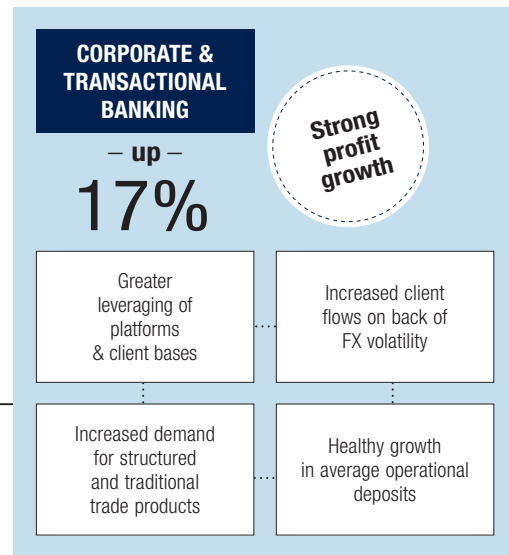 CORPORATE &
TRANSACTIONAL
BANKING
– up –
17%
Strong
profit
growth
Greater
leveraging of
platforms
& client bases
Increased client
flows on back of
FX volatility
Increased demand
for structured
and traditional
trade products
Healthy growth
in average operational
deposits